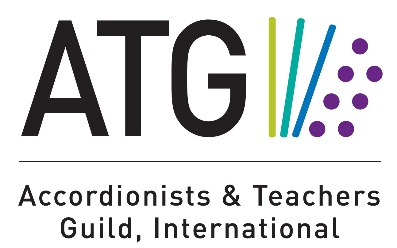 ATG
Accordionists & Teachers
Guild, International